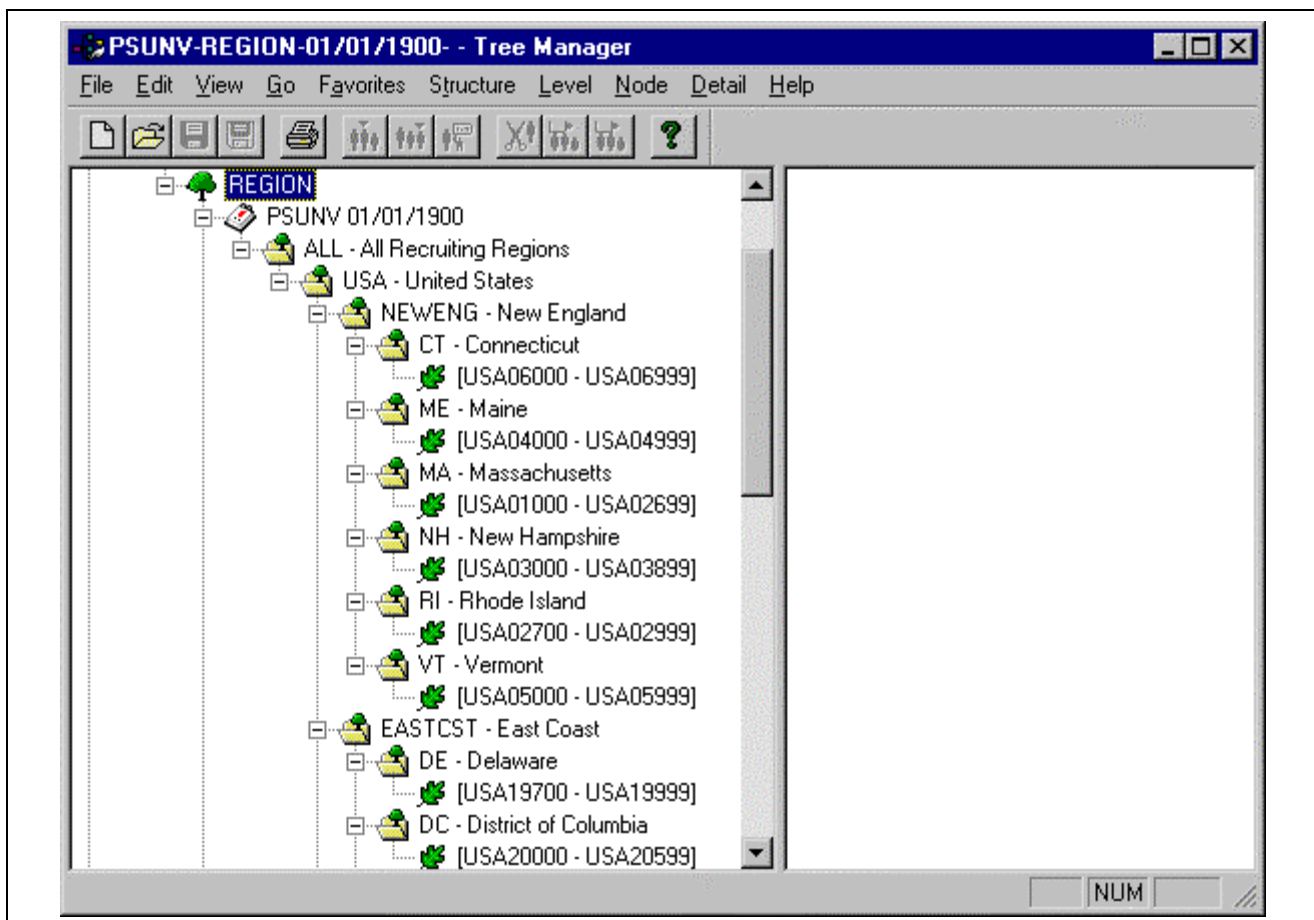 PSUNV-REGION-01/01/1900- - Tree Manager
File Edit View Go Favorites Structure Level Node Detail Help
REGION
PSUNV 01/01/1900
ALL - All Recruiting Regions
USA - United States
NEWENG - New England
CT - Connecticut
[USA06000 - USA06999]
ME - Maine
[USA04000 - USA04999]
MA - Massachusetts
[USA01000 - USA02699]
NH - New Hampshire
[USA03000 - USA03899]
RI - Rhode Island
[USA02700 - USA02999]
VT - Vermont
[USA05000 - USA05999]
EASTCST - East Coast
DE - Delaware
[USA19700 - USA19999]
DC - District of Columbia
[USA20000 - USA20599]
NUM